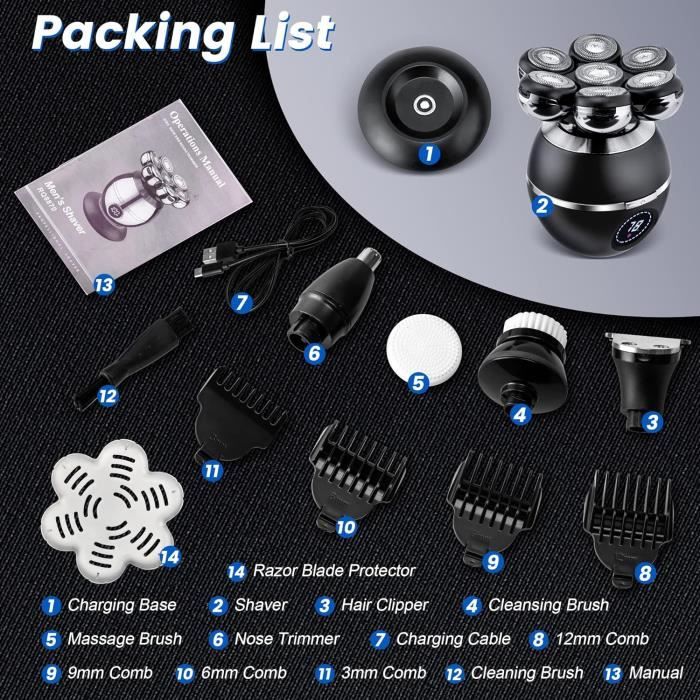 Packing List
1
2
Operations Manual
Men's Shaver
RQ9870
13
7
6
5
4
3
12
11
10
9
8
14
14 Razor Blade Protector
1 Charging Base 2 Shaver 3 Hair Clipper 4 Cleansing Brush
5 Massage Brush 6 Nose Trimmer 7 Charging Cable 8 12mm Comb
9 9mm Comb 10 6mm Comb 11 3mm Comb 12 Cleaning Brush 13 Manual